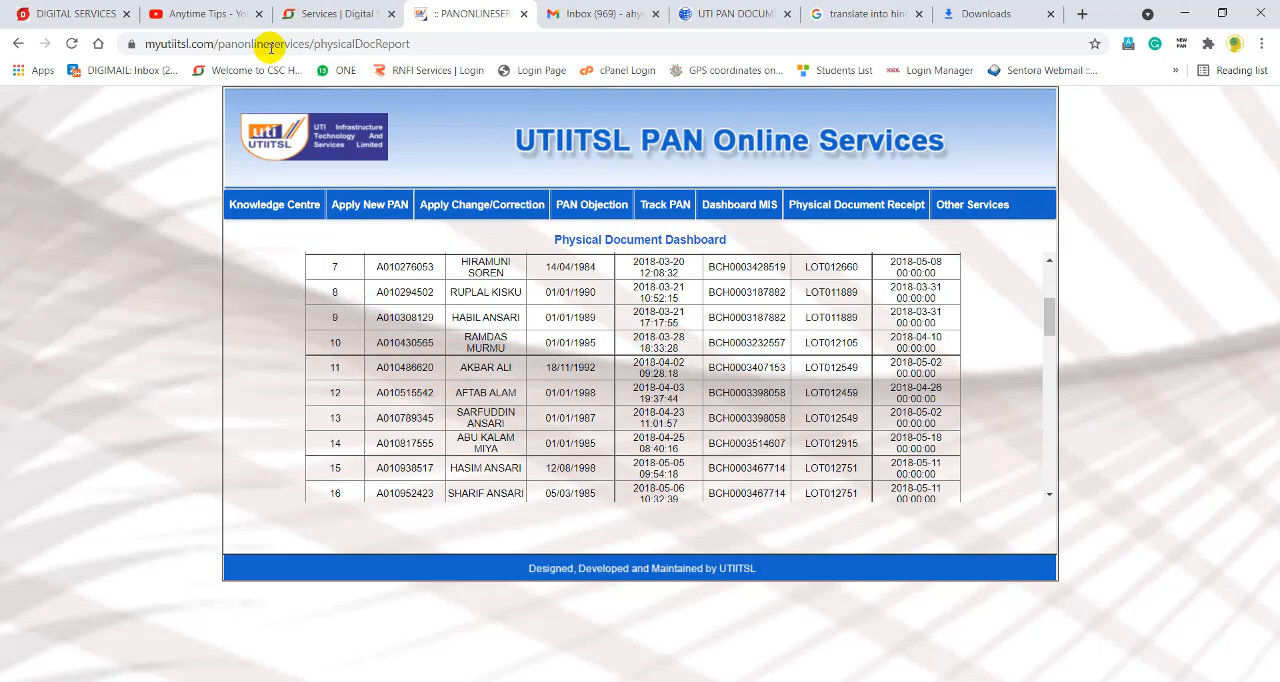 DIGITAL SERVICES
Anytime Tips - Yo
Services | Digital S
:: PANONLINESER
Inbox (969) - ahy
UTI PAN DOCUM
translate into hin
Downloads
myutiitsl.com/panonlineservices/physicalDocReport
NEW PAN
Apps
DIGIMAIL: Inbox (2...
Welcome to CSC H...
ONE
RNFI Services | Login
Login Page
cPanel Login
GPS coordinates on...
Students List
Login Manager
Sentora Webmail ::...
»
Reading list
uti
UTIITSL
UTI Infrastructure
Technology And
Services Limited
UTIITSL PAN Online Services
Knowledge Centre
Apply New PAN
Apply Change/Correction
PAN Objection
Track PAN
Dashboard MIS
Physical Document Receipt
Other Services
Physical Document Dashboard
7 A010276053 HIRAMUNI SOREN 14/04/1984 2018-03-20 12:08:32 BCH0003428519 LOT012660 2018-05-08 00:00:00
8 A010294502 RUPLAL KISKU 01/01/1990 2018-03-21 10:52:15 BCH0003187882 LOT011889 2018-03-31 00:00:00
9 A010308129 HABIL ANSARI 01/01/1989 2018-03-21 17:17:55 BCH0003187882 LOT011889 2018-03-31 00:00:00
10 A010430565 RAMDAS MURMU 01/01/1995 2018-03-28 18:33:28 BCH0003232557 LOT012105 2018-04-10 00:00:00
11 A010486620 AKBAR ALI 18/11/1992 2018-04-02 09:28:18 BCH0003407153 LOT012549 2018-05-02 00:00:00
12 A010515542 AFTAB ALAM 01/01/1998 2018-04-03 19:37:44 BCH0003398058 LOT012459 2018-04-26 00:00:00
13 A010789345 SARFUDDIN ANSARI 01/01/1987 2018-04-23 11:01:57 BCH0003398058 LOT012549 2018-05-02 00:00:00
14 A010817555 ABU KALAM MIYA 01/01/1985 2018-04-25 08:40:16 BCH0003514607 LOT012915 2018-05-18 00:00:00
15 A010938517 HASIM ANSARI 12/08/1998 2018-05-05 09:54:18 BCH0003467714 LOT012751 2018-05-11 00:00:00
16 A010952423 SHARIF ANSARI 05/03/1985 2018-05-06 10:32:39 BCH0003467714 LOT012751 2018-05-11 00:00:00
Designed, Developed and Maintained by UTIITSL